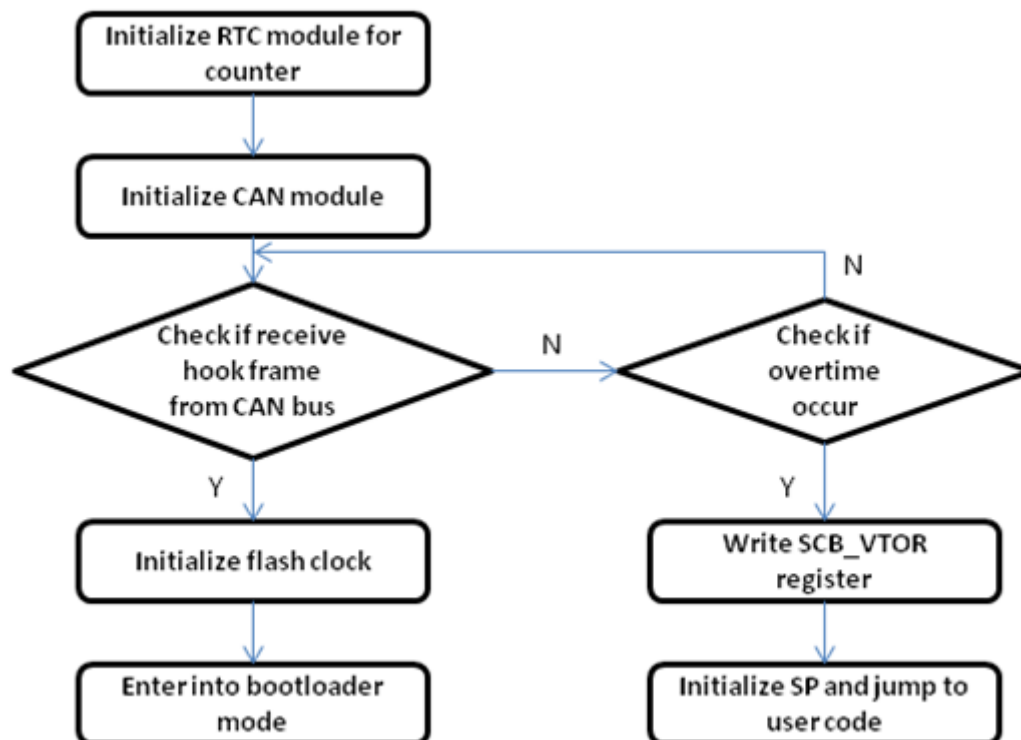 Initialize RTC module for
counter
Initialize CAN module
N
Check if receive
hook frame
from CAN bus
N
Check if
overtime
occur
Y
Y
Initialize flash clock
Write SCB_VTOR
register
Enter into bootloader
mode
Initialize SP and jump to
user code